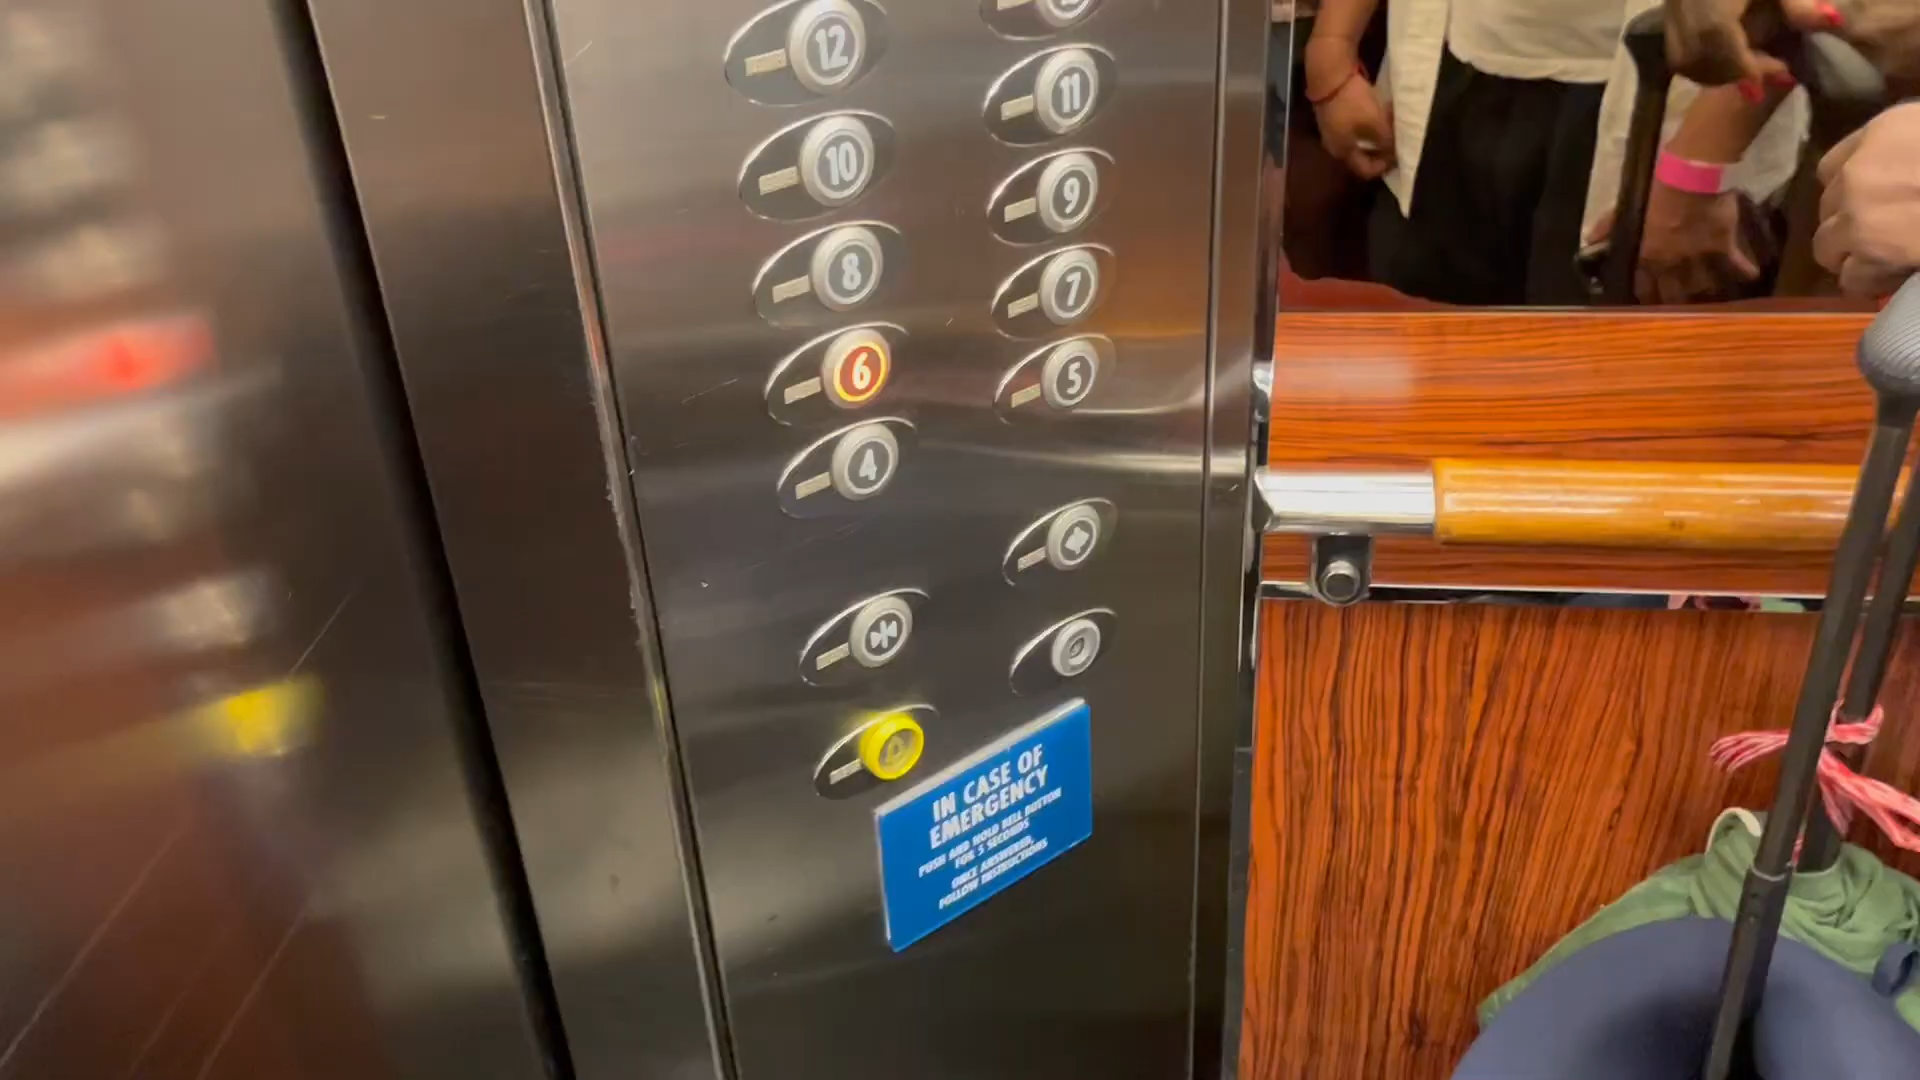 12
11
10
9
8
7
6
5
4
IN CASE OF
EMERGENCY
PUSH AND HOLD BELL BUTTON
FOR 5 SECONDS
ONCE ANSWERED,
FOLLOW INSTRUCTIONS